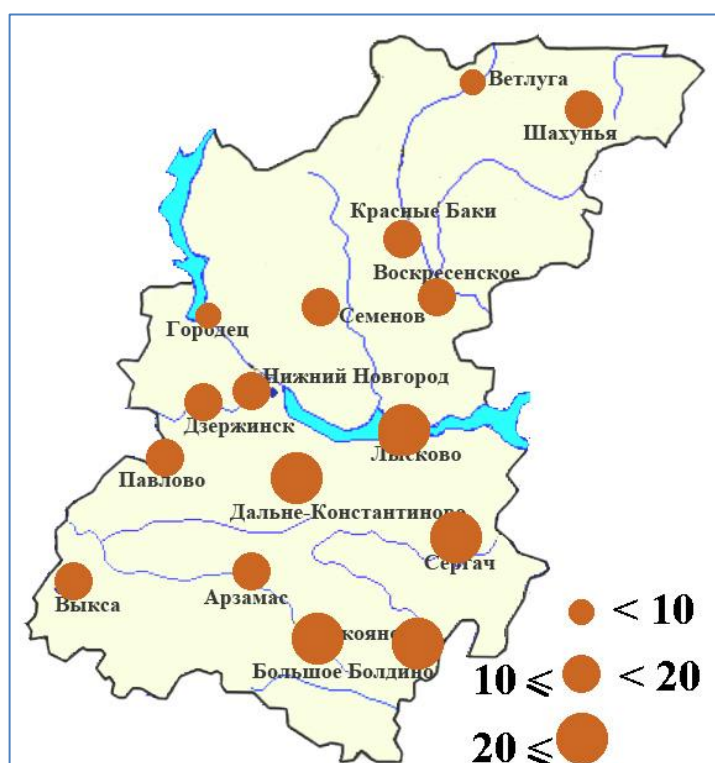 Ветлуга
Шахунья
Красные Баки
Воскресенское
Семенов
Городец
Нижний Новгород
Дзержинск
Лысково
Павлово
Дальне-Константиново
Сергач
Арзамас
Выкса
Большое Болдино
< 10
10 ⩽ < 20
20 ⩽